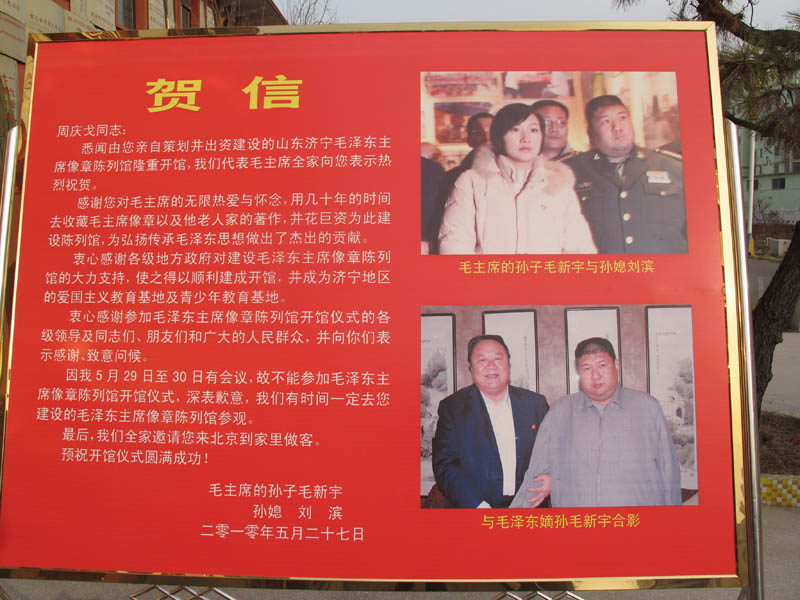 贺信
周庆戈同志：
悉闻由您亲自策划并出资建设的山东济宁毛泽东主
席像章陈列馆隆重开馆，我们代表毛主席全家向您表示热
烈祝贺。
感谢您对毛主席的无限热爱与怀念，用几十年的时间
去收藏毛主席像章以及他老人家的著作，并花巨资为此建
设陈列馆，为弘扬传承毛泽东思想做出了杰出的贡献。
衷心感谢各级地方政府对建设毛泽东主席像章陈列馆
的大力支持，使之得以顺利建成开馆，并成为济宁地区
的爱国主义教育基地及青少年教育基地。
衷心感谢参加毛泽东主席像章陈列馆开馆仪式的各
级领导及同志们、朋友们和广大的人民群众，并向你们表
示感谢、致意问候。
因我5月29日至30日有会议，故不能参加毛泽东主
席像章陈列馆开馆仪式，深表歉意，我们有时间一定去您
建设的毛泽东主席像章陈列馆参观。
最后，我们全家邀请您来北京到家里做客。
预祝开馆仪式圆满成功！
毛主席的孙子毛新宇
孙媳 刘 滨
二零一零年五月二十七日
毛主席的孙子毛新宇与孙媳刘滨
与毛泽东嫡孙毛新宇合影